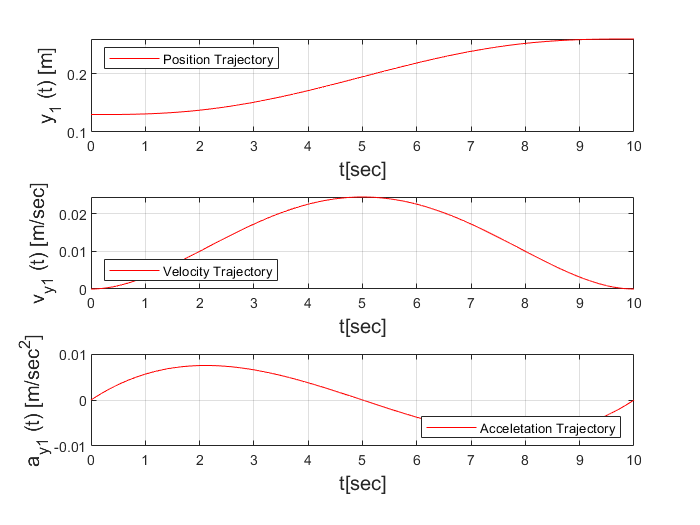 Position Trajectory
y1 (t) [m]
0.2
0.1
0 1 2 3 4 5 6 7 8 9 10
t[sec]
Velocity Trajectory
vy1 (t) [m/sec]
0.02
0.01
0
0 1 2 3 4 5 6 7 8 9 10
t[sec]
Acceletation Trajectory
ay1 (t) [m/sec2]
0.01
0
-0.01
0 1 2 3 4 5 6 7 8 9 10
t[sec]